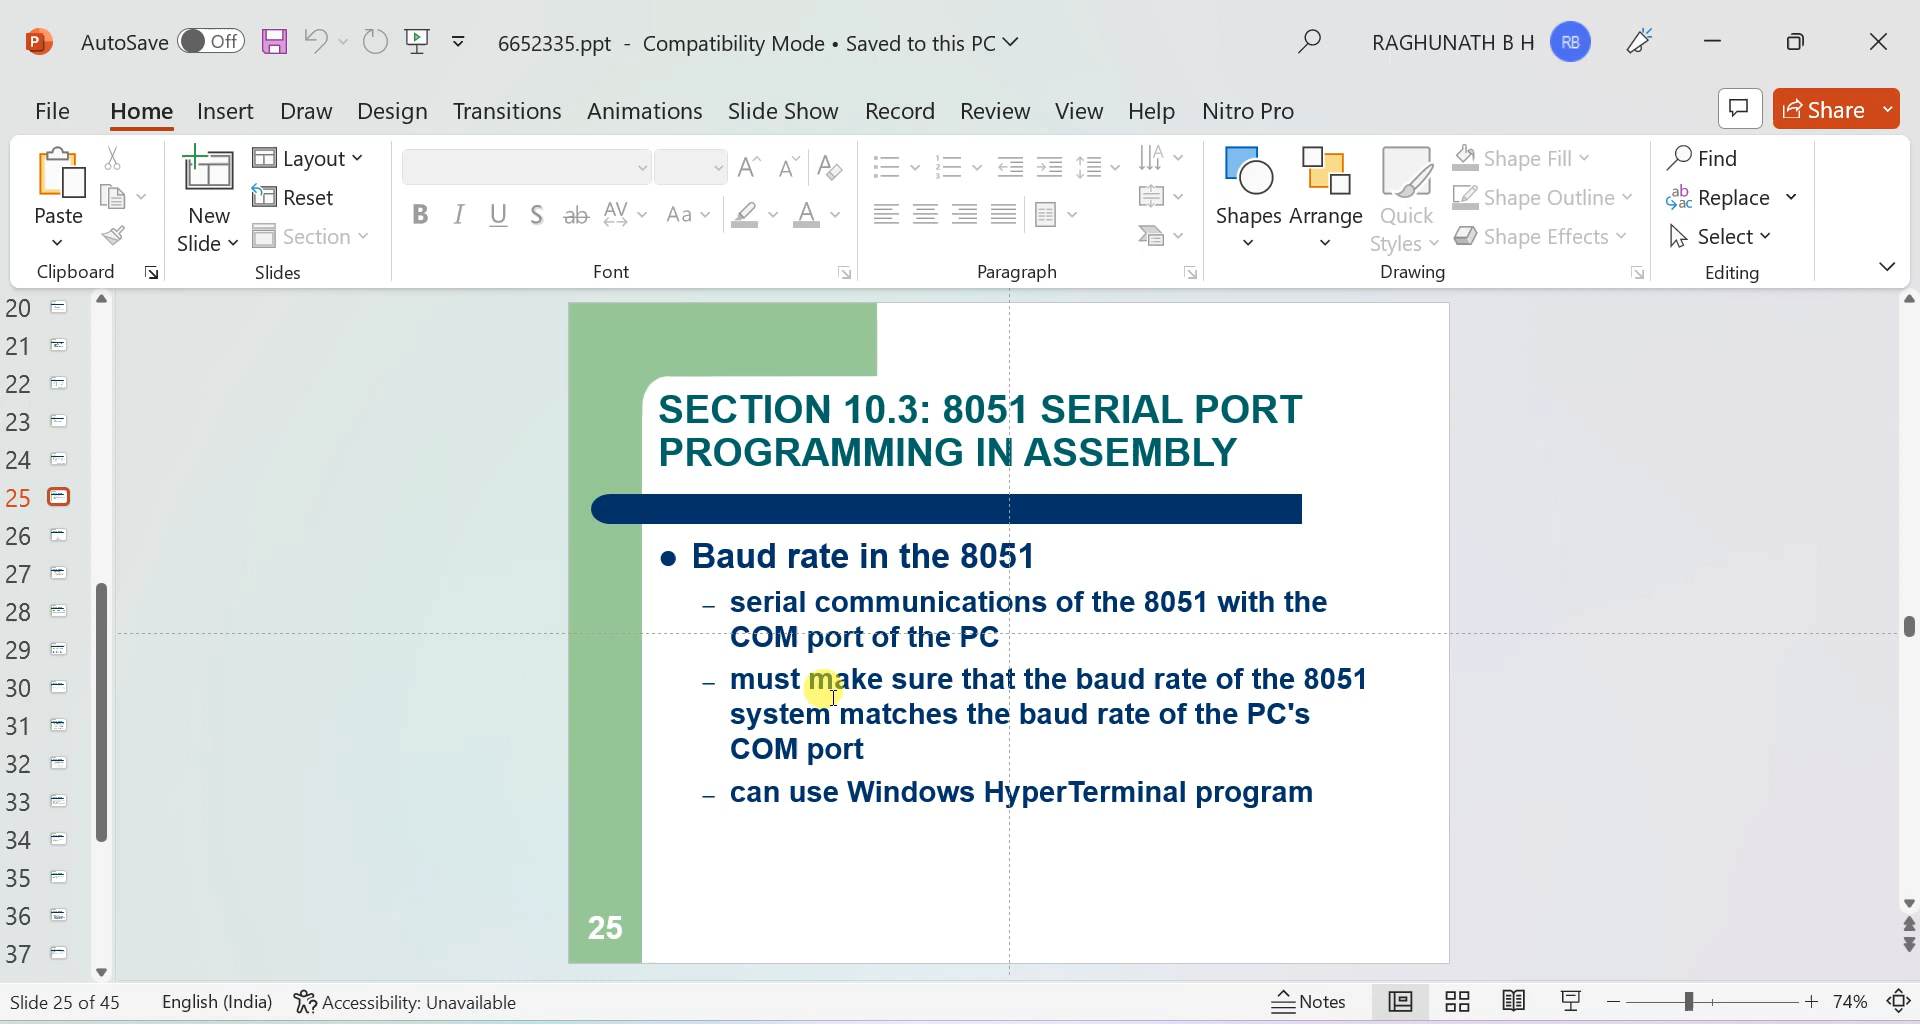 AutoSave Off 6652335.ppt - Compatibility Mode • Saved to this PC RAGHUNATH B H RB
File Home Insert Draw Design Transitions Animations Slide Show Record Review View Help Nitro Pro Share
Paste
Clipboard
New
Slide
Layout
Reset
Section
Slides
B I U S ab AV Aa A
Font
Paragraph
Shapes
Arrange
Quick
Styles
Shape Fill
Shape Outline
Shape Effects
Drawing
Find
Replace
Select
Editing
20
21
22
23
24
25
26
27
28
29
30
31
32
33
34
35
36
37
SECTION 10.3: 8051 SERIAL PORT
PROGRAMMING IN ASSEMBLY
• Baud rate in the 8051
– serial communications of the 8051 with the
COM port of the PC
– must make sure that the baud rate of the 8051
system matches the baud rate of the PC's
COM port
– can use Windows HyperTerminal program
25
Slide 25 of 45 English (India) Accessibility: Unavailable Notes 74%